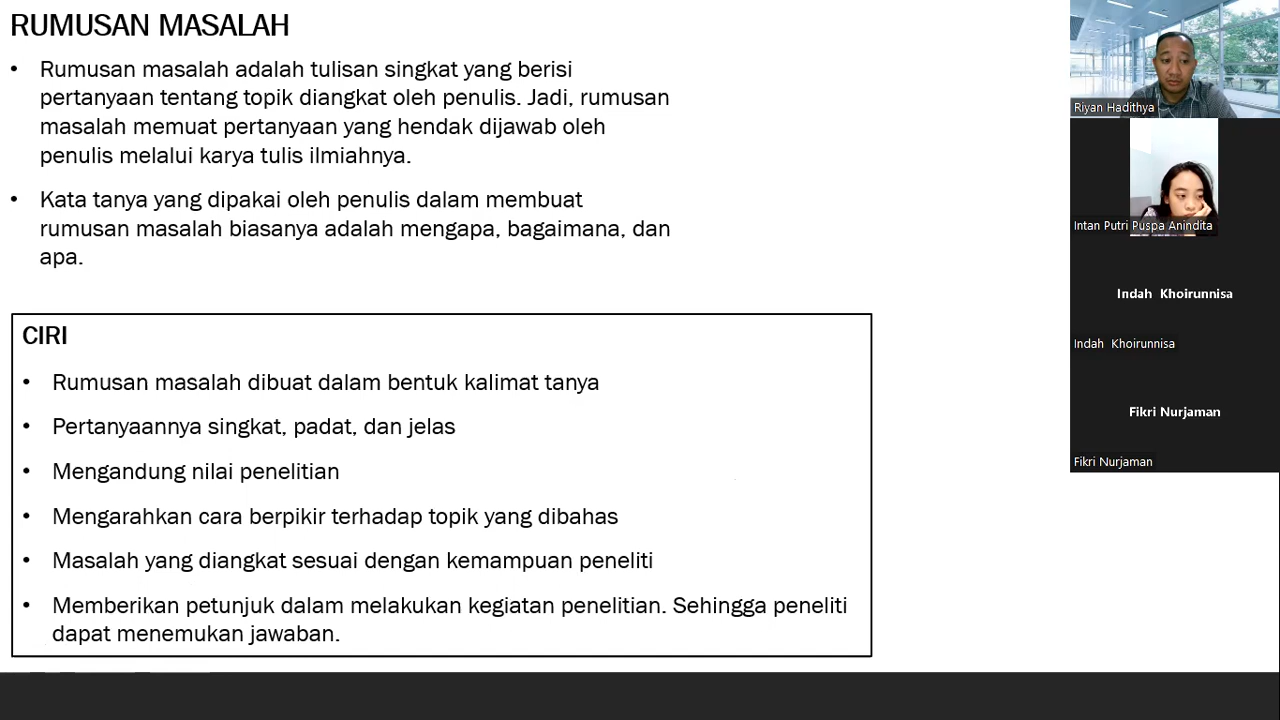 RUMUSAN MASALAH
• Rumusan masalah adalah tulisan singkat yang berisi
pertanyaan tentang topik diangkat oleh penulis. Jadi, rumusan
masalah memuat pertanyaan yang hendak dijawab oleh
penulis melalui karya tulis ilmiahnya.
• Kata tanya yang dipakai oleh penulis dalam membuat
rumusan masalah biasanya adalah mengapa, bagaimana, dan
apa.
CIRI
• Rumusan masalah dibuat dalam bentuk kalimat tanya
• Pertanyaannya singkat, padat, dan jelas
• Mengandung nilai penelitian
• Mengarahkan cara berpikir terhadap topik yang dibahas
• Masalah yang diangkat sesuai dengan kemampuan peneliti
• Memberikan petunjuk dalam melakukan kegiatan penelitian. Sehingga peneliti
dapat menemukan jawaban.
Riyan Hadithya
Intan Putri Puspa Anindita
Indah Khoirunnisa
Indah Khoirunnisa
Fikri Nurjaman
Fikri Nurjaman